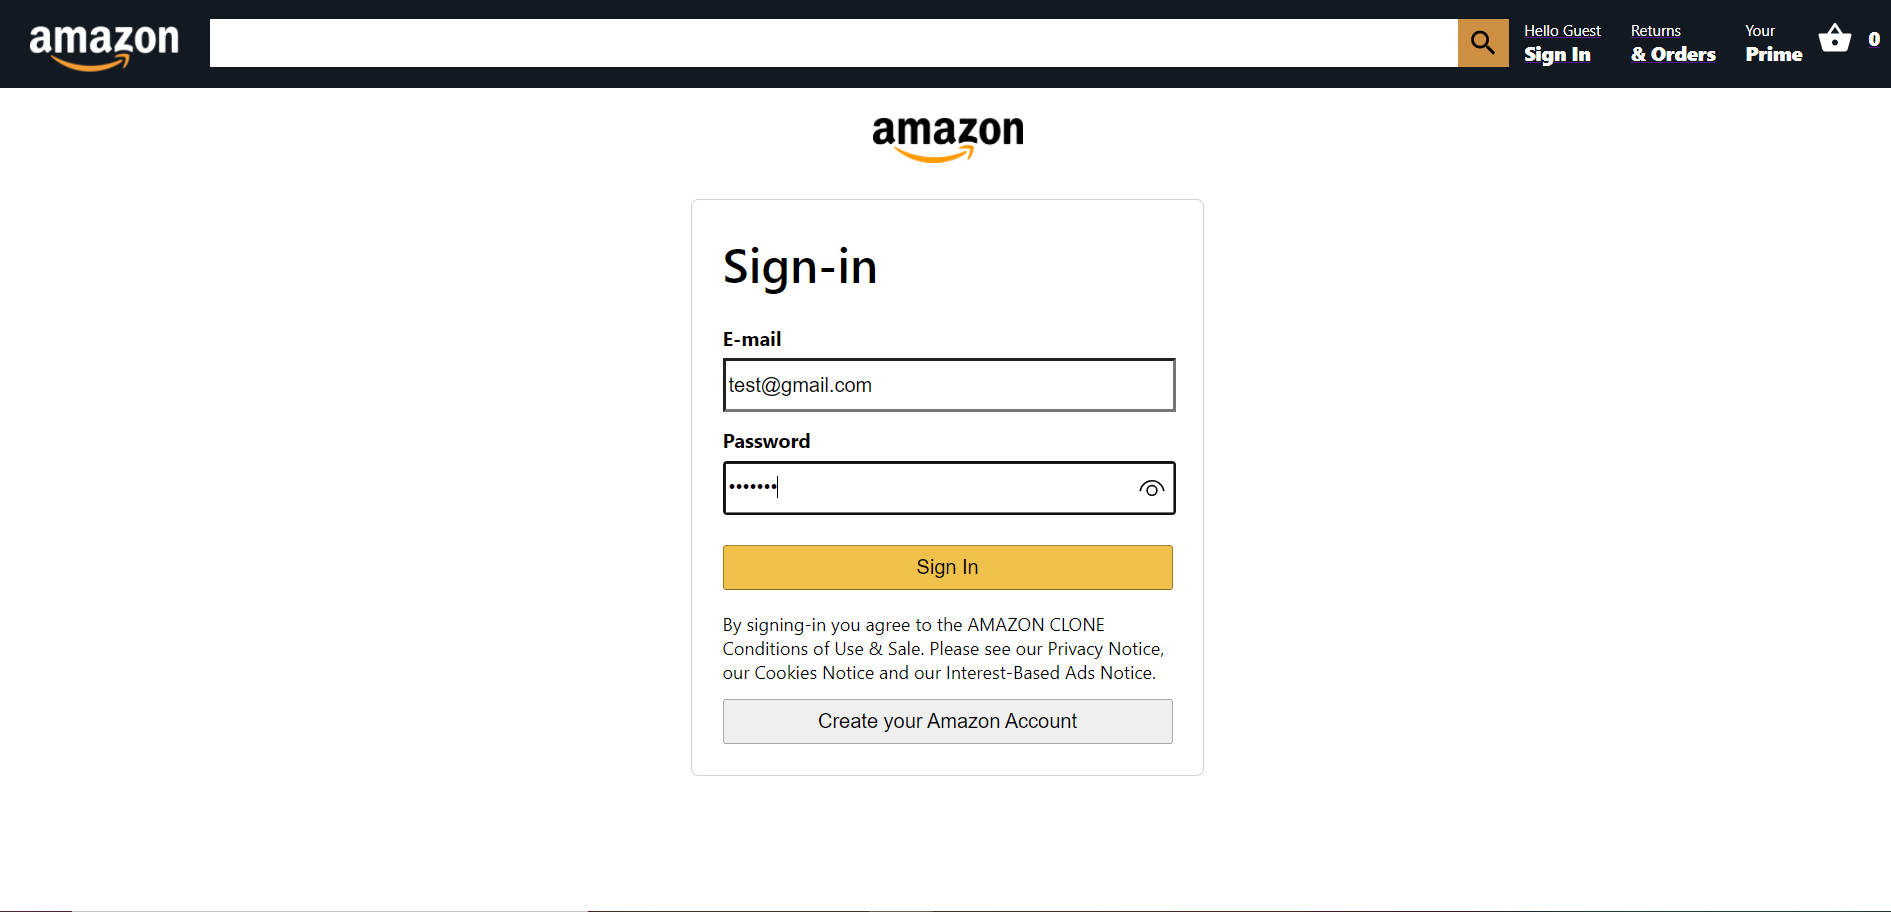 amazon
Hello Guest
Sign In
Returns
& Orders
Your
Prime
0
amazon
Sign-in
E-mail
test@gmail.com
Password
•••••••
Sign In
By signing-in you agree to the AMAZON CLONE
Conditions of Use & Sale. Please see our Privacy Notice,
our Cookies Notice and our Interest-Based Ads Notice.
Create your Amazon Account